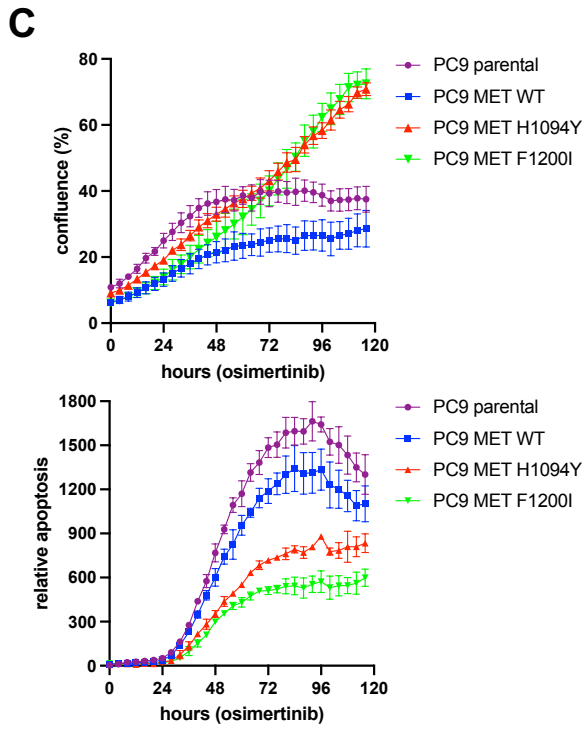 C
80
60
40
20
0
confluence (%)
0 24 48 72 96 120
hours (osimertinib)
PC9 parental
PC9 MET WT
PC9 MET H1094Y
PC9 MET F1200I
1800
1500
1200
900
600
300
0
relative apoptosis
0 24 48 72 96 120
hours (osimertinib)
PC9 parental
PC9 MET WT
PC9 MET H1094Y
PC9 MET F1200I